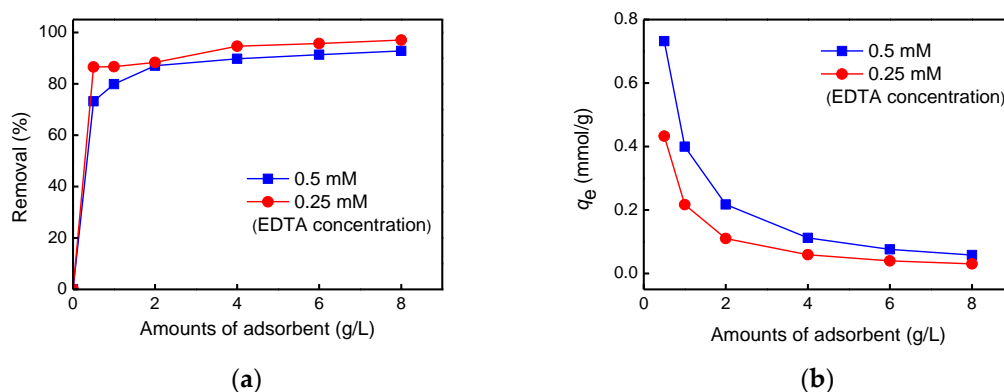 100
80
60
40
20
0
Removal (%)
0.5 mM
0.25 mM
(EDTA concentration)
0 2 4 6 8
Amounts of adsorbent (g/L)
(a)
0.8
0.6
0.4
0.2
0.0
qe (mmol/g)
0.5 mM
0.25 mM
(EDTA concentration)
0 2 4 6 8
Amounts of adsorbent (g/L)
(b)